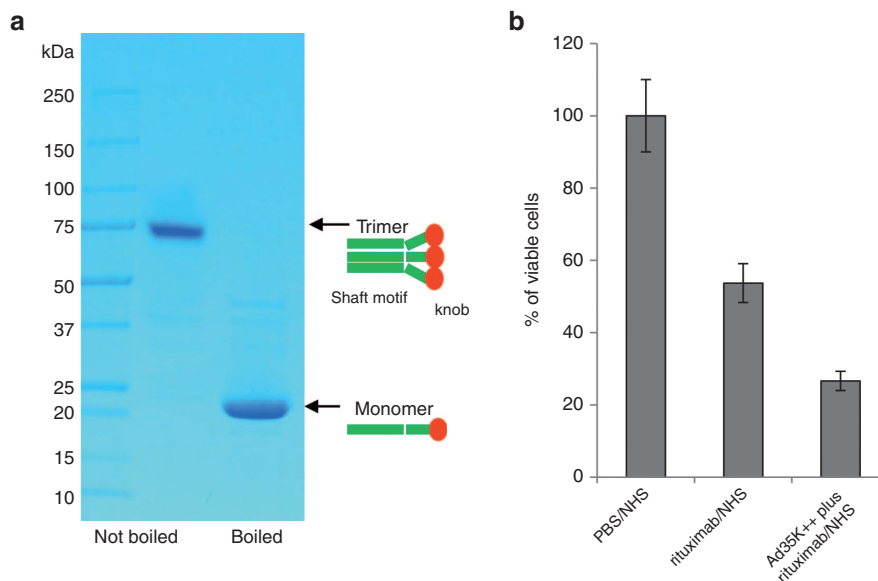 a
kDa
250
150
100
75
50
37
25
20
15
10
Trimer
Shaft motif
knob
Monomer
Not boiled
Boiled
b
120
100
80
60
40
20
0
% of viable cells
PBS/NHS
rituximab/NHS
Ad35K++ plus
rituximab/NHS